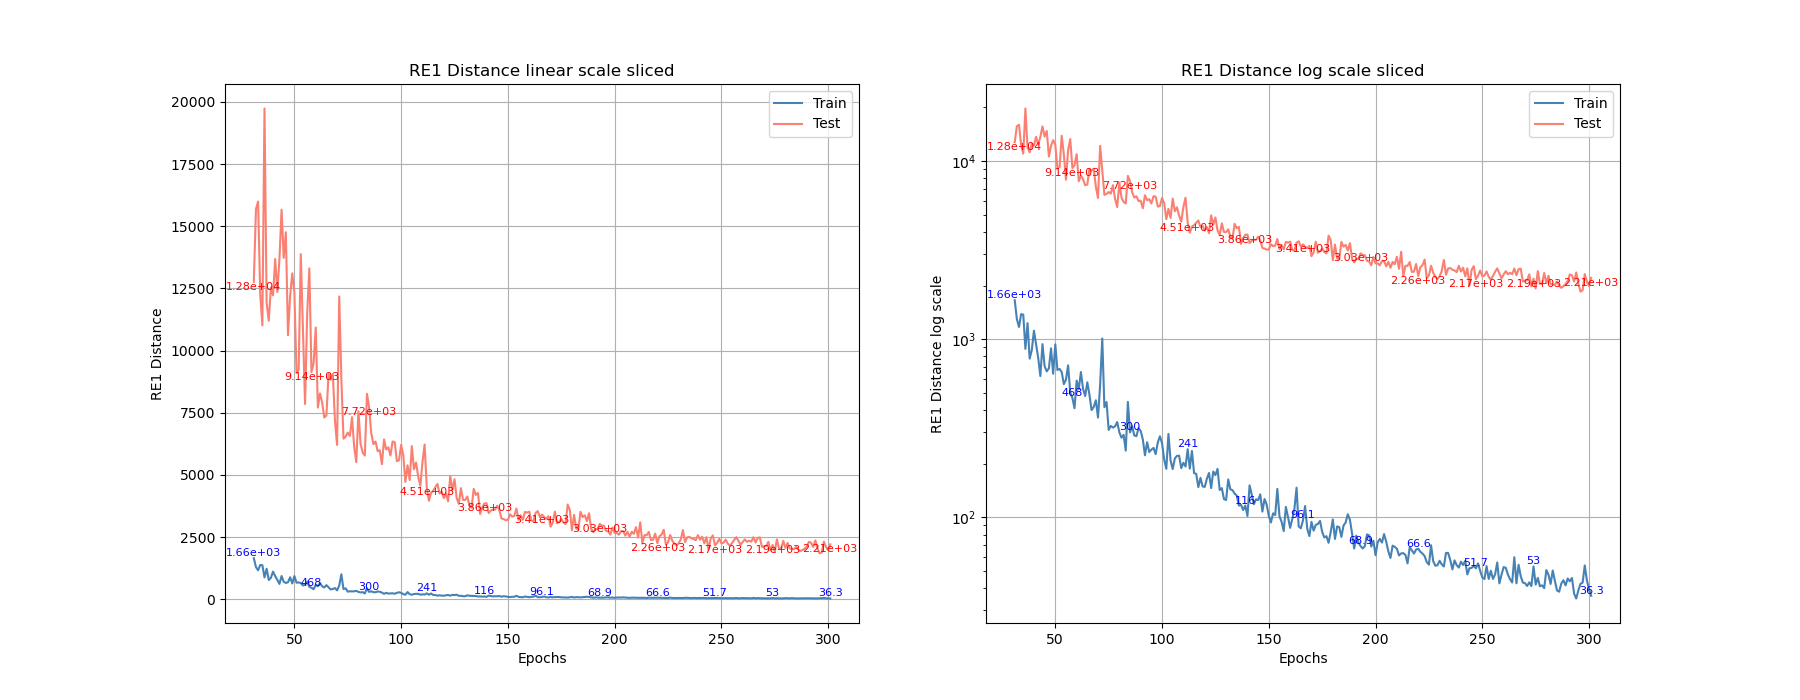 RE1 Distance linear scale sliced
RE1 Distance
20000
17500
15000
12500
10000
7500
5000
2500
0
Train
Test
1.28e+04
9.14e+03
7.72e+03
4.51e+03
3.86e+03
3.41e+03
3.03e+03
2.26e+03
2.17e+03
2.19e+03
2.21e+03
1.66e+03
468
300
241
116
96.1
68.9
66.6
51.7
53
36.3
50
100
150
200
250
300
Epochs
RE1 Distance log scale sliced
RE1 Distance log scale
10^4
10^3
10^2
Train
Test
1.28e+04
9.14e+03
7.72e+03
4.51e+03
3.86e+03
3.41e+03
3.03e+03
2.26e+03
2.17e+03
2.19e+03
2.21e+03
1.66e+03
468
300
241
116
96.1
68.9
66.6
51.7
53
36.3
50
100
150
200
250
300
Epochs